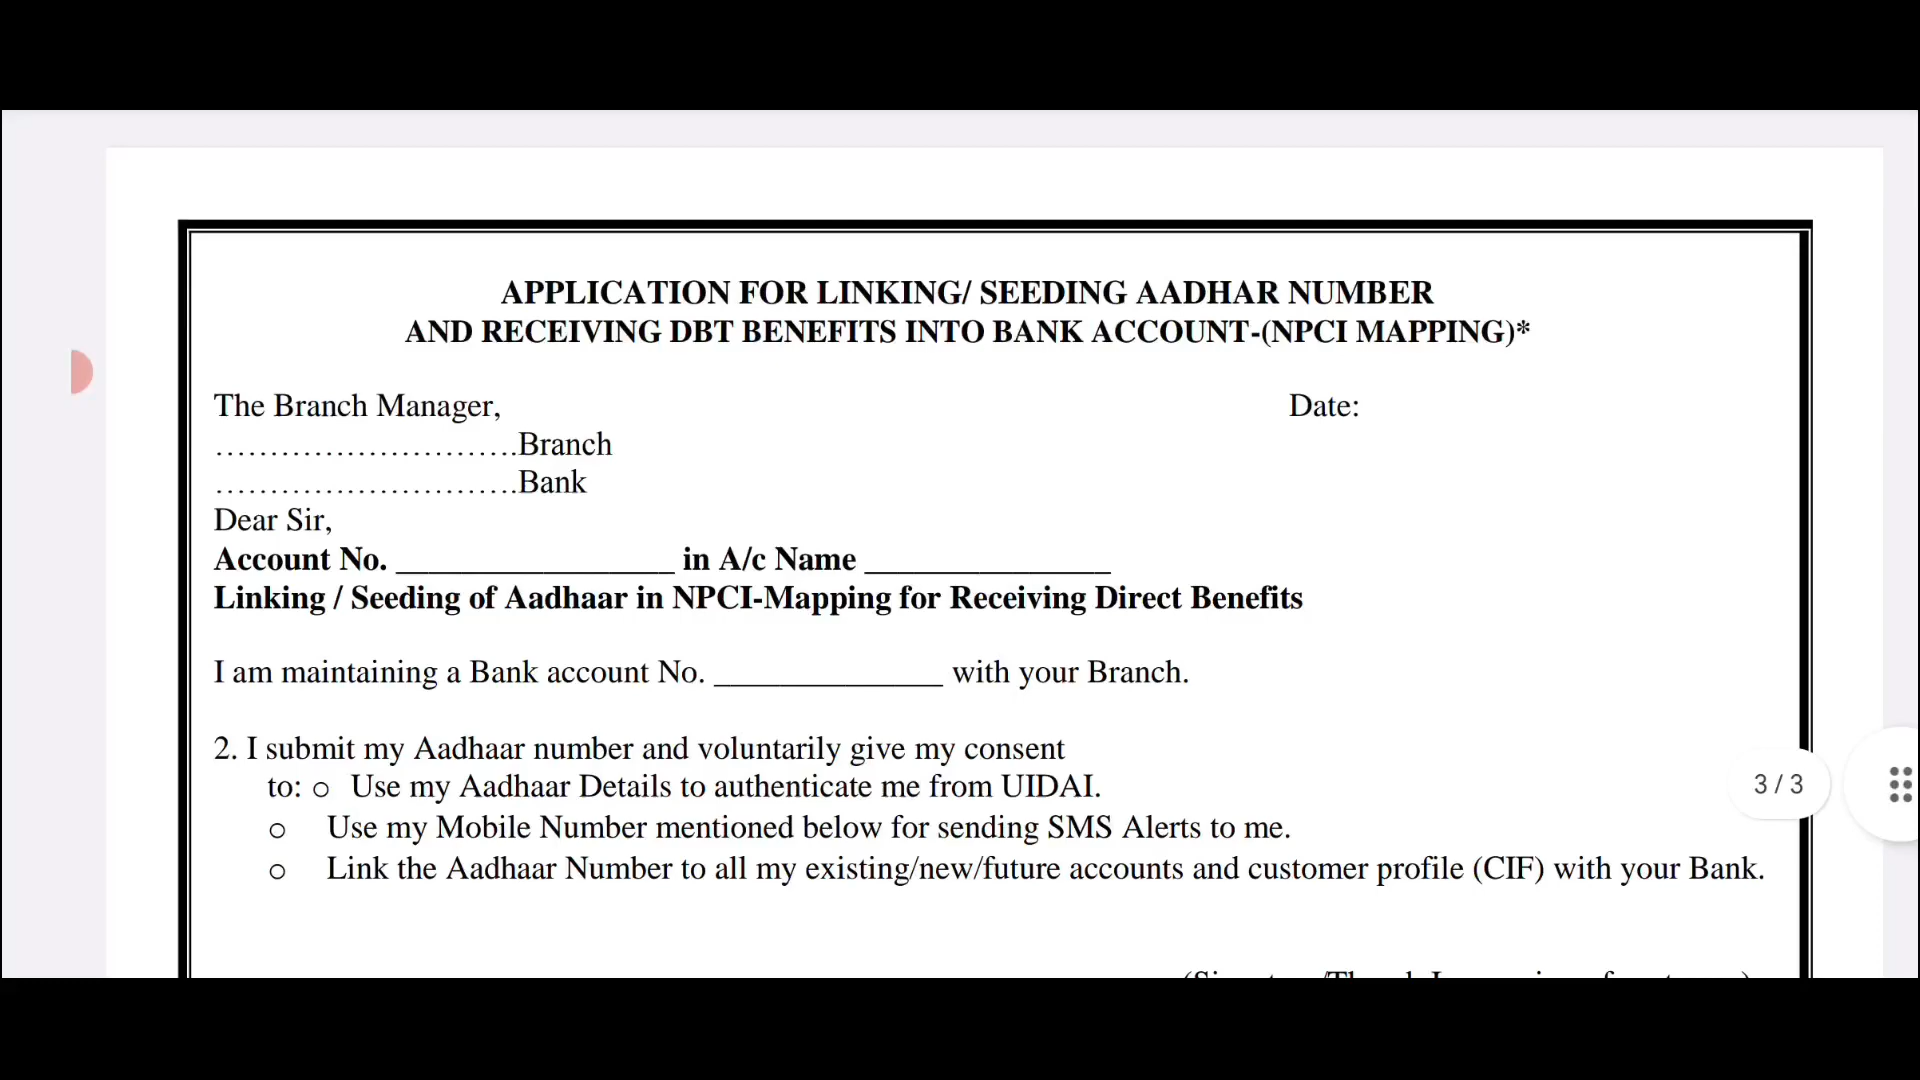 APPLICATION FOR LINKING/ SEEDING AADHAR NUMBER
AND RECEIVING DBT BENEFITS INTO BANK ACCOUNT-(NPCI MAPPING)*
The Branch Manager, Date:
……………………….Branch
……………………….Bank
Dear Sir,
Account No. _________________ in A/c Name _______________
Linking / Seeding of Aadhaar in NPCI-Mapping for Receiving Direct Benefits
I am maintaining a Bank account No. ______________ with your Branch.
2. I submit my Aadhaar number and voluntarily give my consent
to: o Use my Aadhaar Details to authenticate me from UIDAI.
3 / 3
o Use my Mobile Number mentioned below for sending SMS Alerts to me.
o Link the Aadhaar Number to all my existing/new/future accounts and customer profile (CIF) with your Bank.